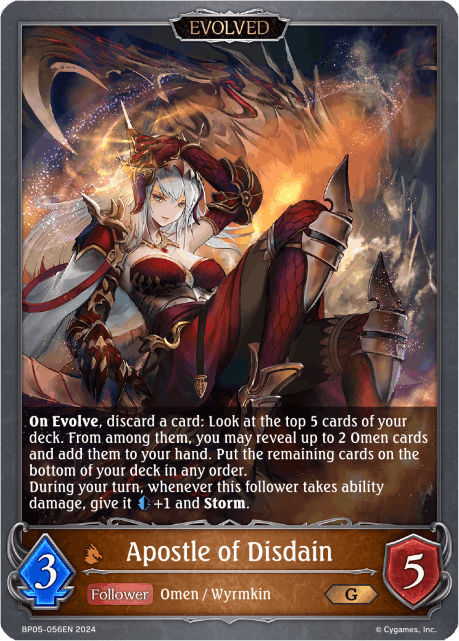 EVOLVED
On Evolve, discard a card: Look at the top 5 cards of your
deck. From among them, you may reveal up to 2 Omen cards
and add them to your hand. Put the remaining cards on the
bottom of your deck in any order.
During your turn, whenever this follower takes ability
damage, give it +1 and Storm.
Apostle of Disdain
3
Follower Omen / Wyrmkin G
5
BP05-056EN 2024 © Cygames, Inc.